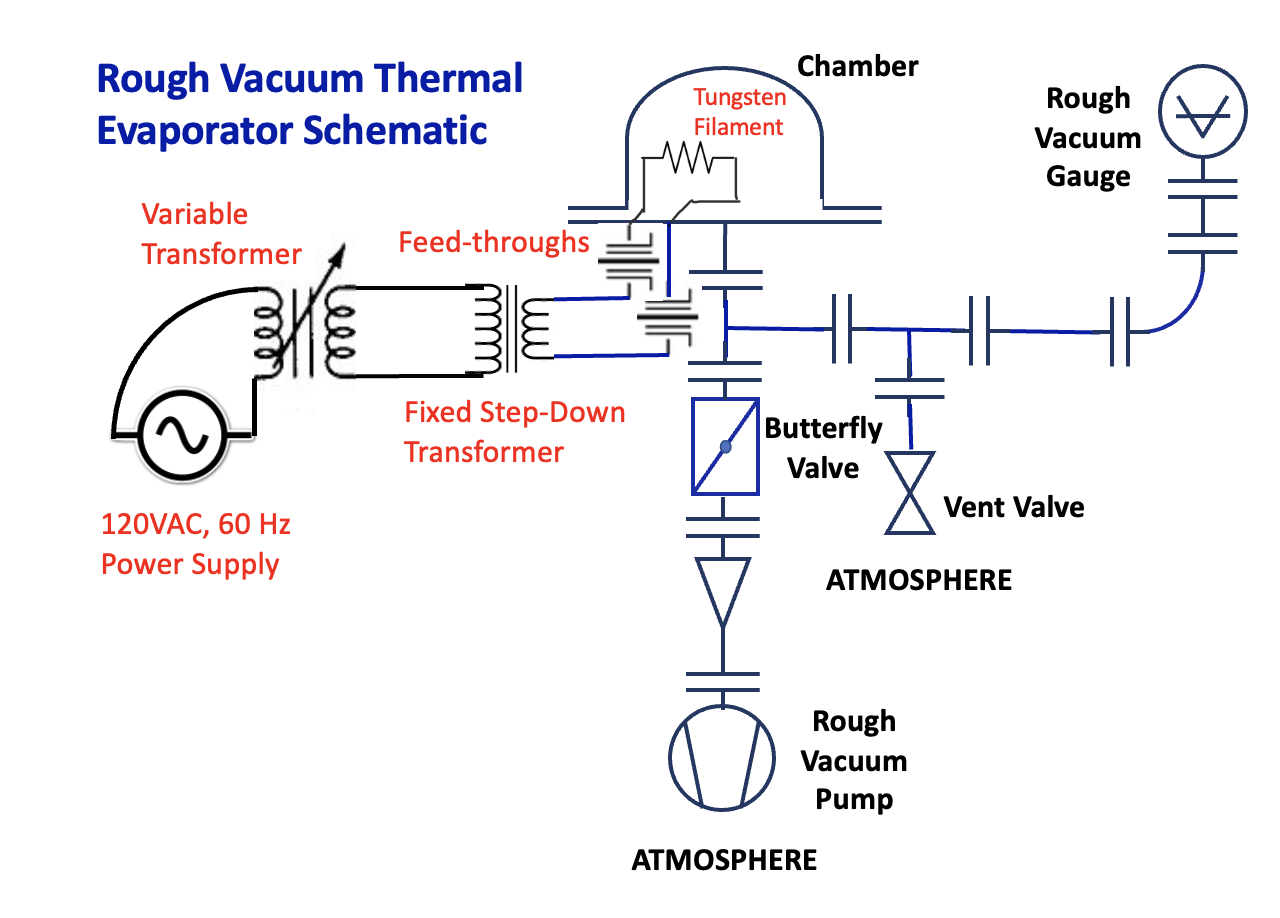 Rough Vacuum Thermal
Evaporator Schematic
Chamber
Tungsten
Filament
Rough
Vacuum
Gauge
Variable
Transformer
Feed-throughs
Fixed Step-Down
Transformer
Butterfly
Valve
Vent Valve
120VAC, 60 Hz
Power Supply
ATMOSPHERE
Rough
Vacuum
Pump
ATMOSPHERE